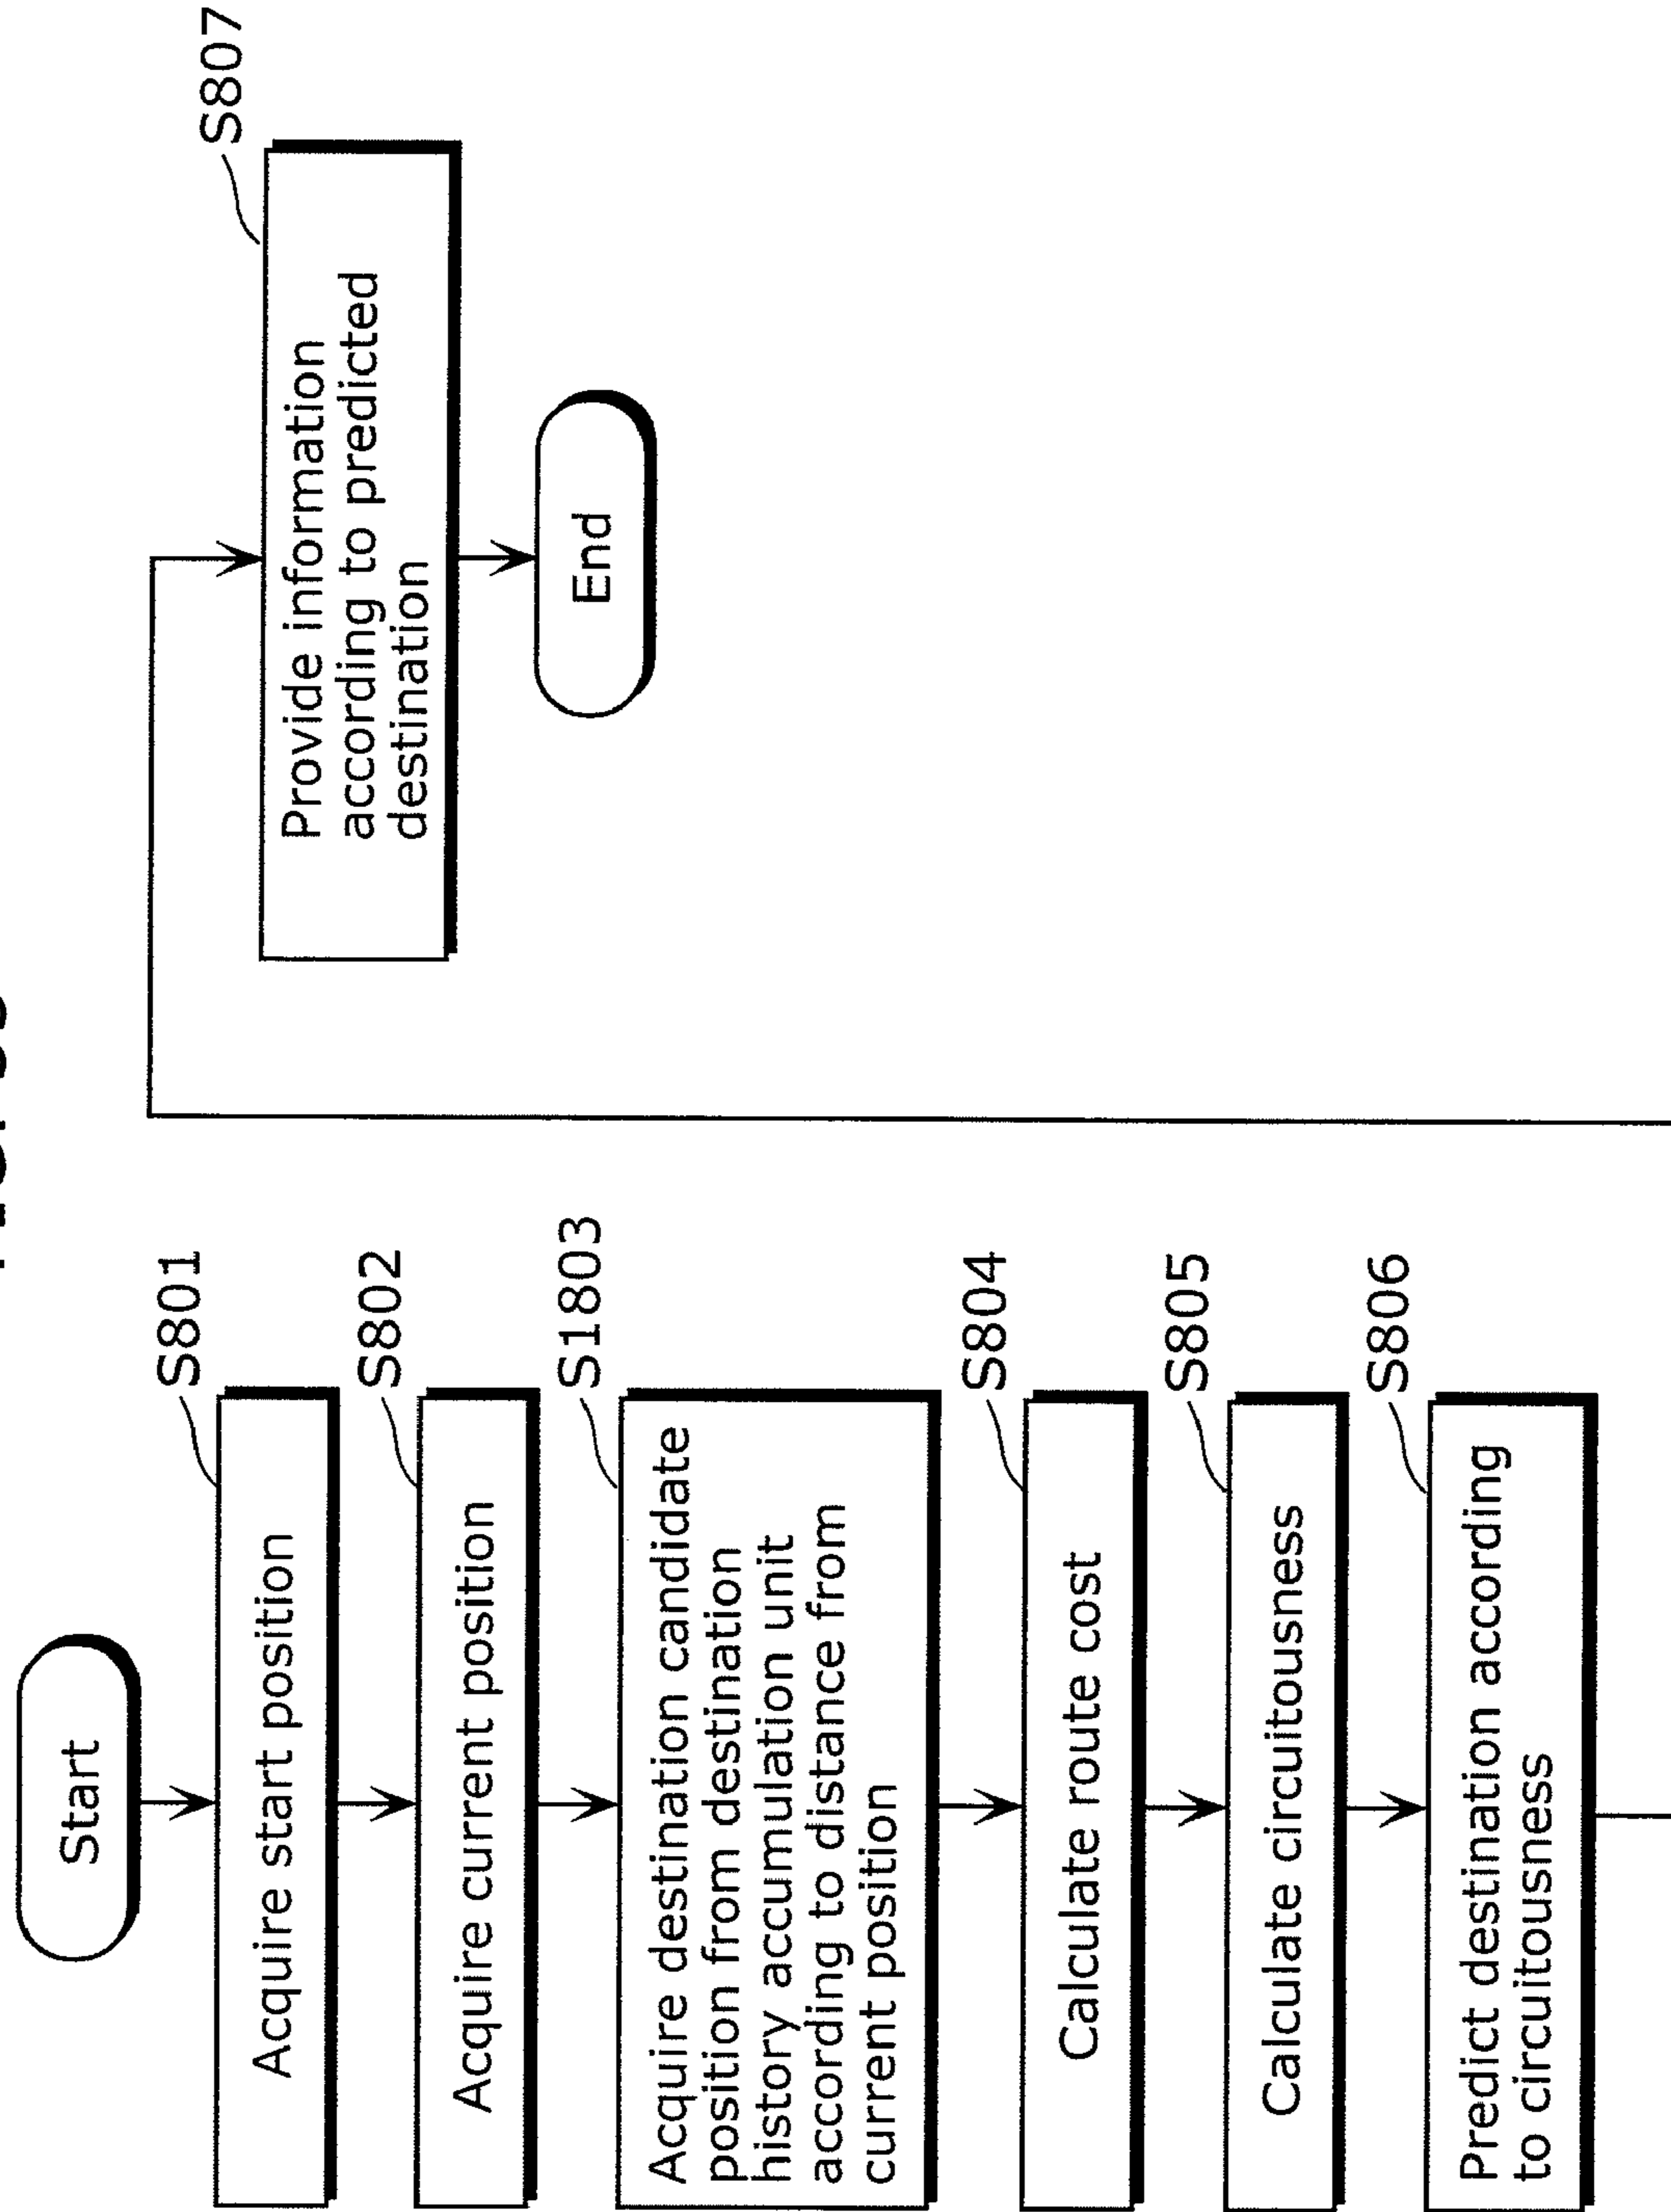 Start
S801
Acquire start position
S802
Acquire current position
S1803
Acquire destination candidate
position from destination
history accumulation unit
according to distance from
current position
S804
Calculate route cost
S805
Calculate circuitousness
S806
Predict destination according
to circuitousness
S807
Provide information
according to predicted
destination
End